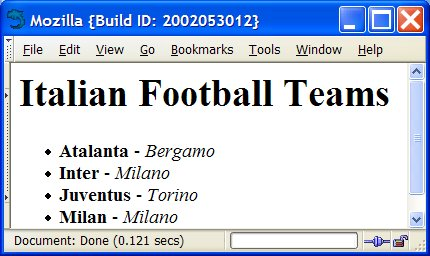 Mozilla {Build ID: 2002053012}
File Edit View Go Bookmarks Tools Window Help
Italian Football Teams
Atalanta - Bergamo
Inter - Milano
Juventus - Torino
Milan - Milano
Document: Done (0.121 secs)